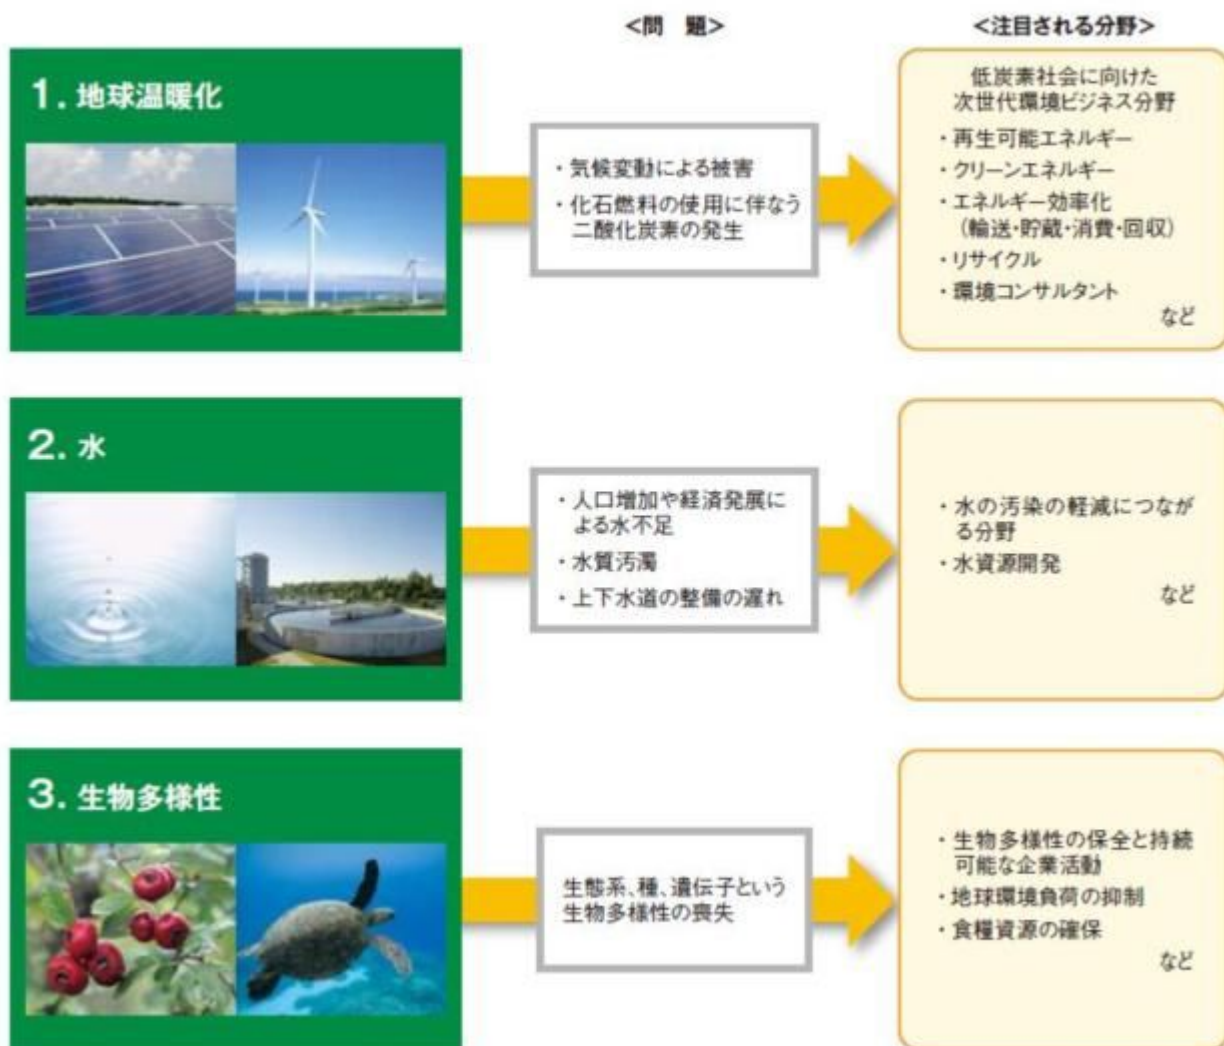 <問　題>
<注目される分野>
1. 地球温暖化
・気候変動による被害
・化石燃料の使用に伴なう
二酸化炭素の発生
低炭素社会に向けた
次世代環境ビジネス分野
・再生可能エネルギー
・クリーンエネルギー
・エネルギー効率化
（輸送・貯蔵・消費・回収）
・リサイクル
・環境コンサルタント
など
2. 水
・人口増加や経済発展に
よる水不足
・水質汚濁
・上下水道の整備の遅れ
・水の汚染の軽減につなが
る分野
・水資源開発
など
3. 生物多様性
生態系、種、遺伝子という
生物多様性の喪失
・生物多様性の保全と持続
可能な企業活動
・地球環境負荷の抑制
・食糧資源の確保
など